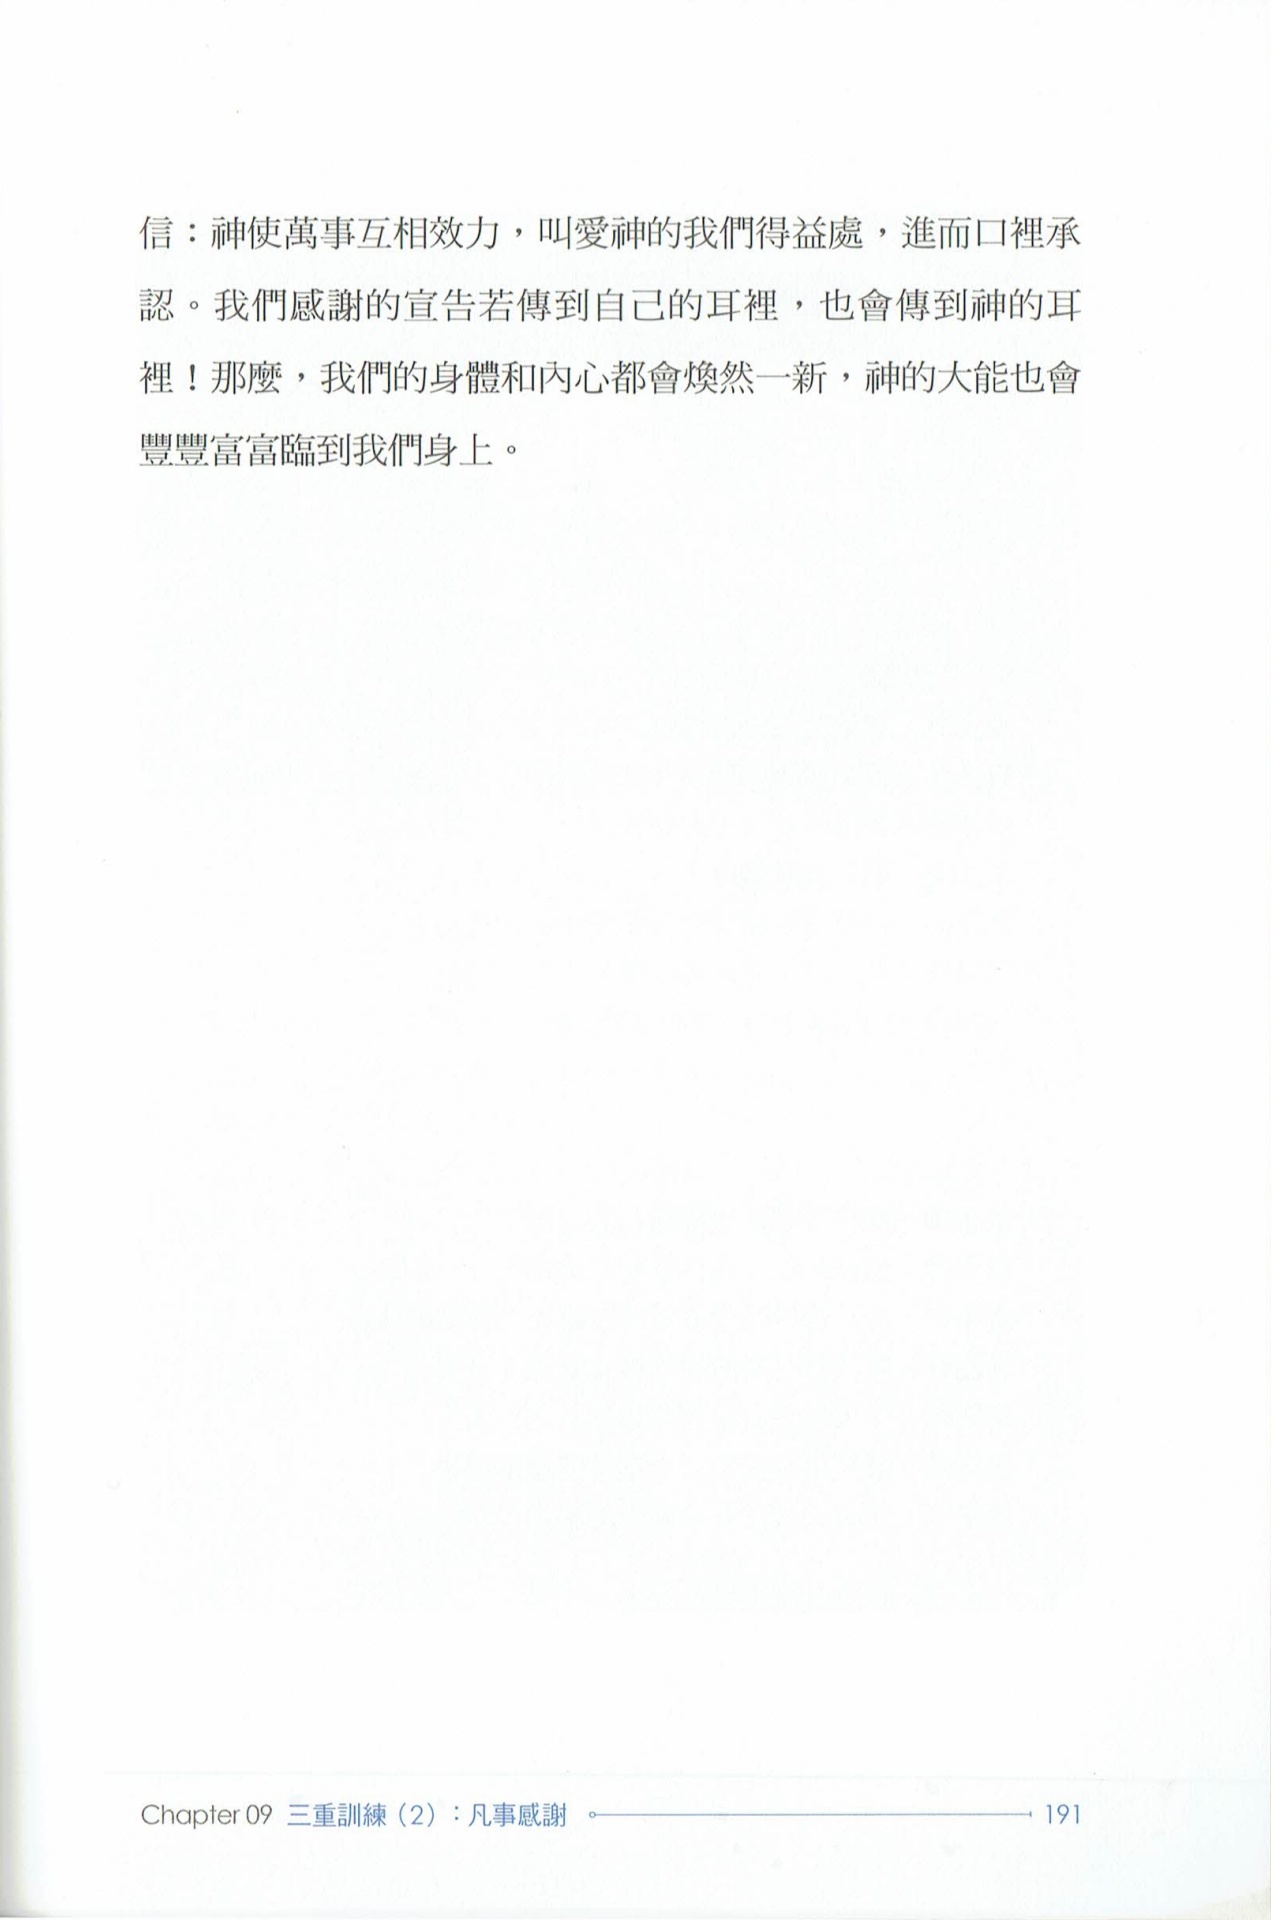 信：神使萬事互相效力，叫愛神的我們得益處，進而口裡承
認。我們感謝的宣告若傳到自己的耳裡，也會傳到神的耳
裡！那麼，我們的身體和內心都會煥然一新，神的大能也會
豐豐富富臨到我們身上。
Chapter 09 三重訓練（2）：凡事感謝 191